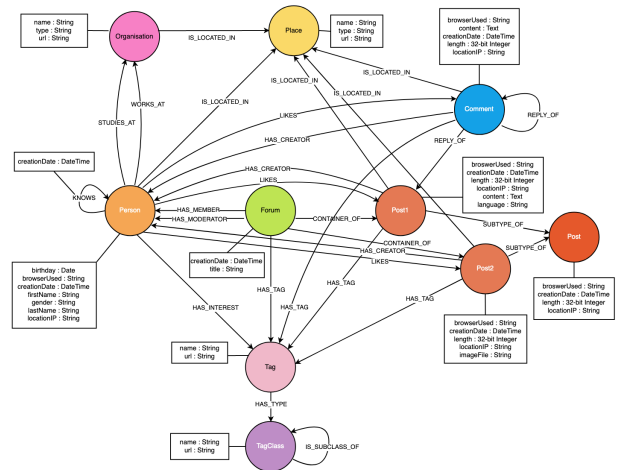 browserUsed : String
content : Text
creationDate : DateTime
length : 32-bit Integer
locationIP : String
name : String
type : String
url : String
Organisation
IS_LOCATED_IN
Place
name : String
type : String
url : String
IS_LOCATED_IN
IS_LOCATED_IN
IS_LOCATED_IN
IS_LOCATED_IN
WORKS_AT
STUDIES_AT
LIKES
Comment
REPLY_OF
HAS_CREATOR
REPLY_OF
creationDate : DateTime
KNOWS
HAS_CREATOR
LIKES
broswerUsed : String
creationDate : DateTime
length : 32-bit Integer
locationIP : String
content : Text
language : String
Person
HAS_MEMBER
HAS_MODERATOR
Forum
CONTAINER_OF
Post1
SUBTYPE_OF
Post
CONTAINER_OF
HAS_CREATOR
LIKES
SUBTYPE_OF
Post2
creationDate : DateTime
title : String
birthday : Date
browserUsed : String
creationDate : DateTime
firstName : String
gender : String
lastName : String
locationIP : String
HAS_INTEREST
HAS_TAG
HAS_TAG
HAS_TAG
HAS_TAG
browserUsed : String
creationDate : DateTime
length : 32-bit Integer
locationIP : String
imageFile : String
broswerUsed : String
creationDate : DateTime
length : 32-bit Integer
locationIP : String
name : String
url : String
Tag
HAS_TYPE
name : String
url : String
TagClass
IS_SUBCLASS_OF